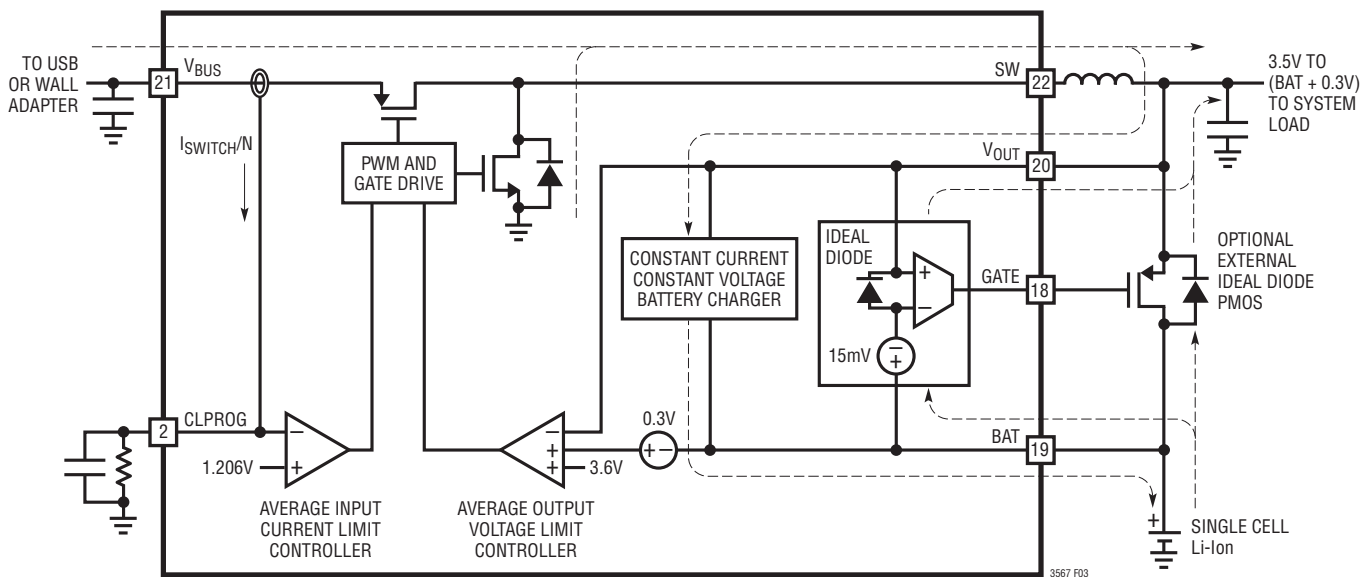 TO USB
OR WALL
ADAPTER
21
VBUS
SW
22
3.5V TO
(BAT + 0.3V)
TO SYSTEM
LOAD
ISWITCH/N
PWM AND
GATE DRIVE
VOUT
20
CONSTANT CURRENT
CONSTANT VOLTAGE
BATTERY CHARGER
IDEAL
DIODE
+
–
GATE
18
OPTIONAL
EXTERNAL
IDEAL DIODE
PMOS
15mV
–
+
2
CLPROG
–
1.206V
+
AVERAGE INPUT
CURRENT LIMIT
CONTROLLER
–
+
+
3.6V
AVERAGE OUTPUT
VOLTAGE LIMIT
CONTROLLER
0.3V
+ –
BAT
19
+
SINGLE CELL
Li-Ion
3567 F03